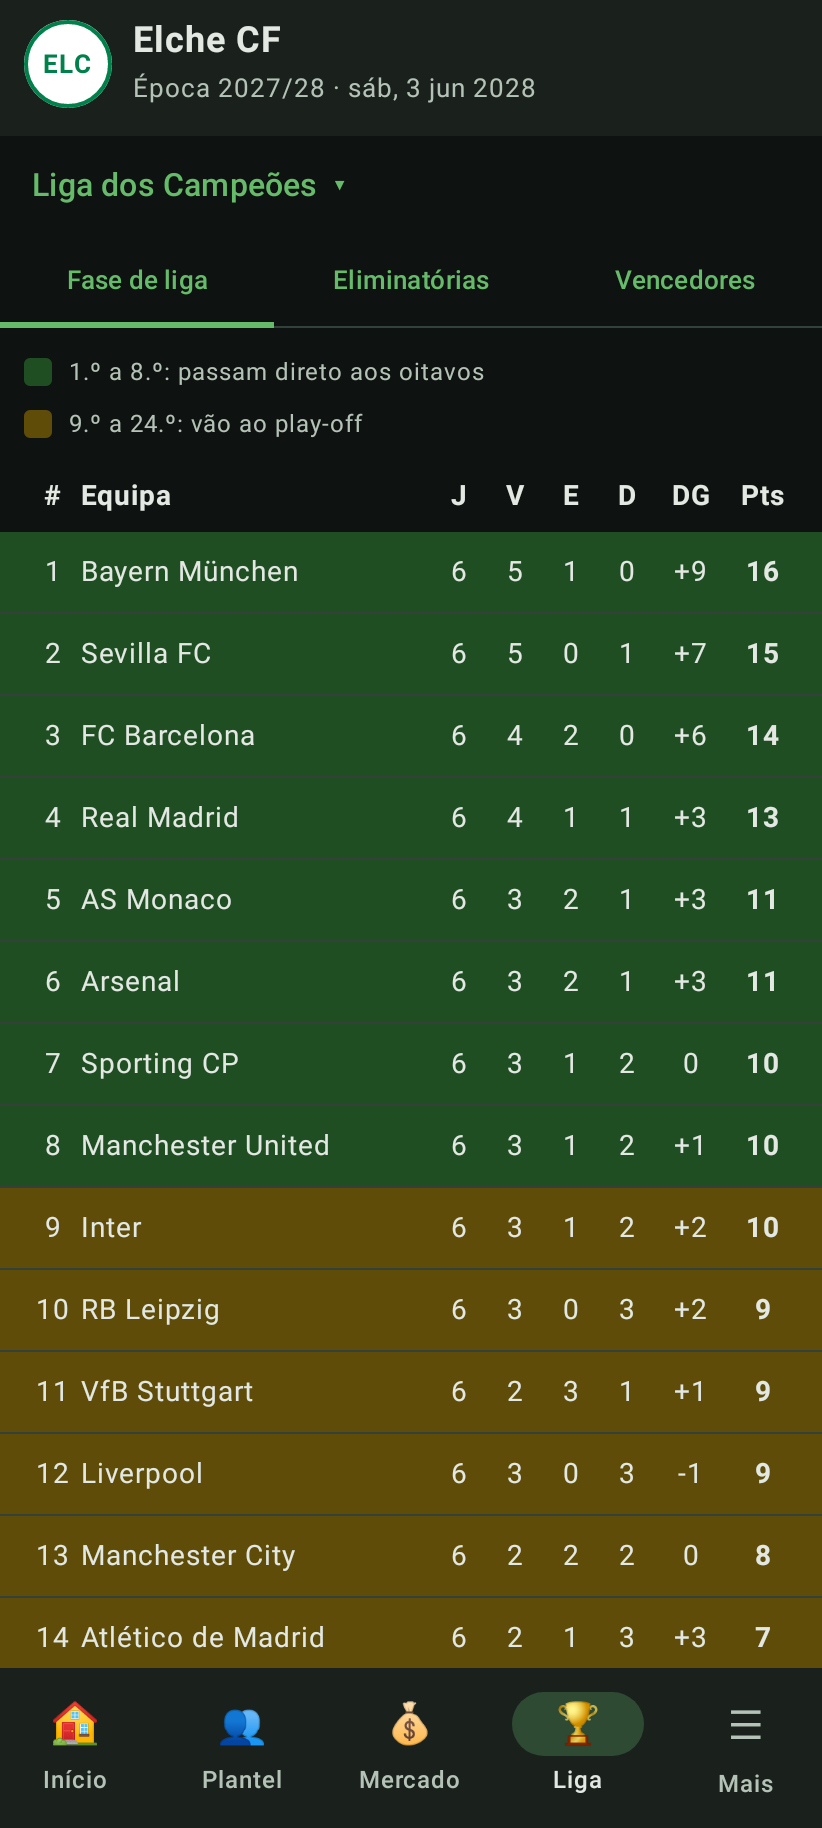 ELC
Elche CF
Época 2027/28 · sáb, 3 jun 2028
Liga dos Campeões ▾
Fase de liga Eliminatórias Vencedores
1.º a 8.º: passam direto aos oitavos
9.º a 24.º: vão ao play-off
# Equipa J V E D DG Pts
1 Bayern München 6 5 1 0 +9 16
2 Sevilla FC 6 5 0 1 +7 15
3 FC Barcelona 6 4 2 0 +6 14
4 Real Madrid 6 4 1 1 +3 13
5 AS Monaco 6 3 2 1 +3 11
6 Arsenal 6 3 2 1 +3 11
7 Sporting CP 6 3 1 2 0 10
8 Manchester United 6 3 1 2 +1 10
9 Inter 6 3 1 2 +2 10
10 RB Leipzig 6 3 0 3 +2 9
11 VfB Stuttgart 6 2 3 1 +1 9
12 Liverpool 6 3 0 3 -1 9
13 Manchester City 6 2 2 2 0 8
14 Atlético de Madrid 6 2 1 3 +3 7
Início Plantel Mercado Liga Mais